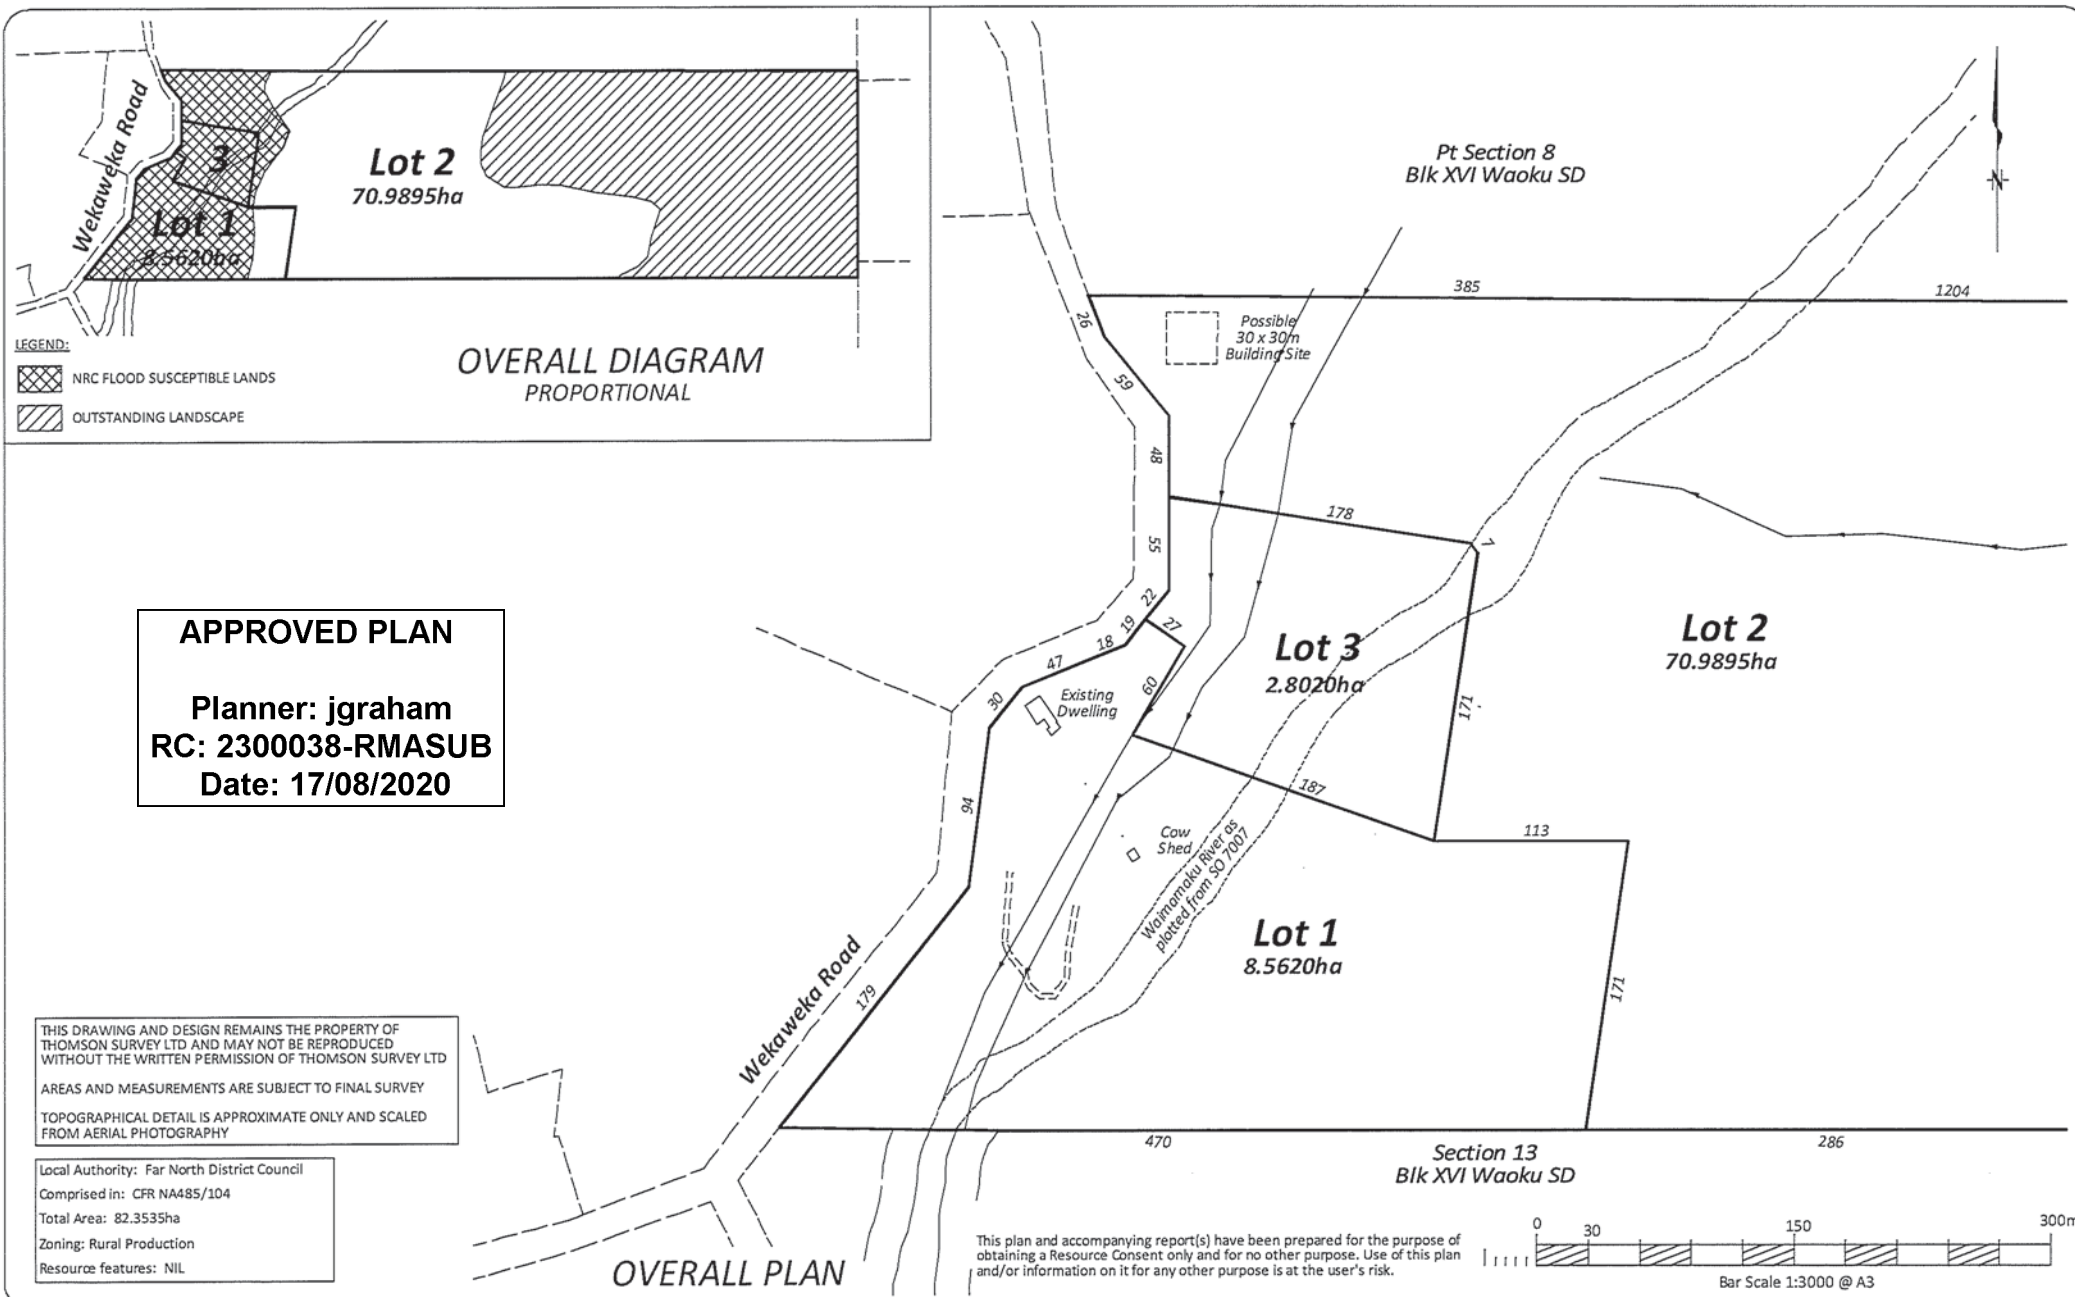 Wekaweka Road
3
Lot 2
70.9895ha
Lot 1
8.5620ha
LEGEND:
NRC FLOOD SUSCEPTIBLE LANDS
OUTSTANDING LANDSCAPE
OVERALL DIAGRAM
PROPORTIONAL
Pt Section 8
Blk XVI Waoku SD
N
385
1204
26
Possible
30 x 30m
Building Site
59
48
178
7
55
22
19
27
18
47
30
60
Existing
Dwelling
Lot 3
2.8020ha
171
Lot 2
70.9895ha
187
113
94
Cow
Shed
Waimamaku River as
plotted from SO 7007
Lot 1
8.5620ha
171
179
Wekaweka Road
470
286
Section 13
Blk XVI Waoku SD
APPROVED PLAN
Planner: jgraham
RC: 2300038-RMASUB
Date: 17/08/2020
THIS DRAWING AND DESIGN REMAINS THE PROPERTY OF
THOMSON SURVEY LTD AND MAY NOT BE REPRODUCED
WITHOUT THE WRITTEN PERMISSION OF THOMSON SURVEY LTD
AREAS AND MEASUREMENTS ARE SUBJECT TO FINAL SURVEY
TOPOGRAPHICAL DETAIL IS APPROXIMATE ONLY AND SCALED
FROM AERIAL PHOTOGRAPHY
Local Authority: Far North District Council
Comprised in: CFR NA485/104
Total Area: 82.3535ha
Zoning: Rural Production
Resource features: NIL
OVERALL PLAN
This plan and accompanying report(s) have been prepared for the purpose of
obtaining a Resource Consent only and for no other purpose. Use of this plan
and/or information on it for any other purpose is at the user's risk.
0 30 150 300m
Bar Scale 1:3000 @ A3